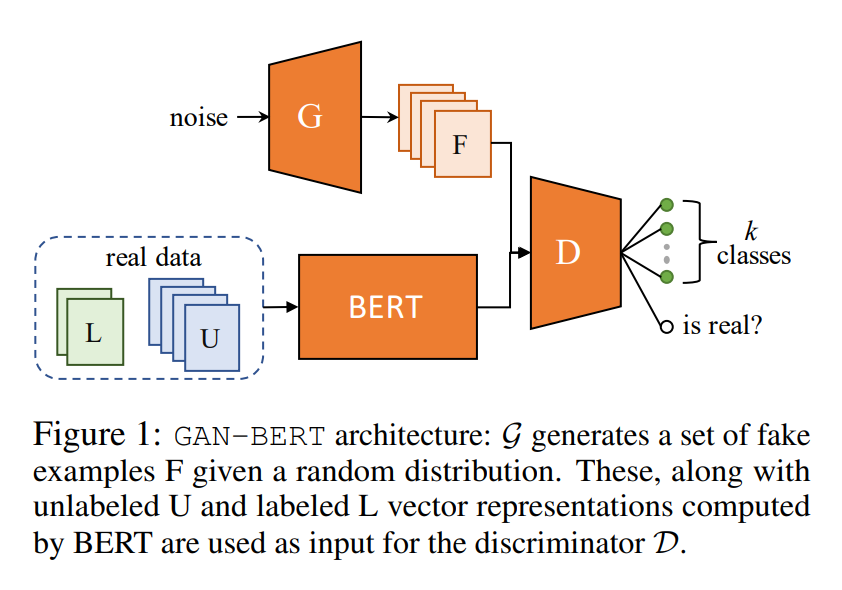 noise
G
F
real data
L
U
BERT
D
k
classes
is real?
Figure 1: GAN-BERT architecture: 𝒢 generates a set of fake
examples F given a random distribution. These, along with
unlabeled U and labeled L vector representations computed
by BERT are used as input for the discriminator 𝒟.